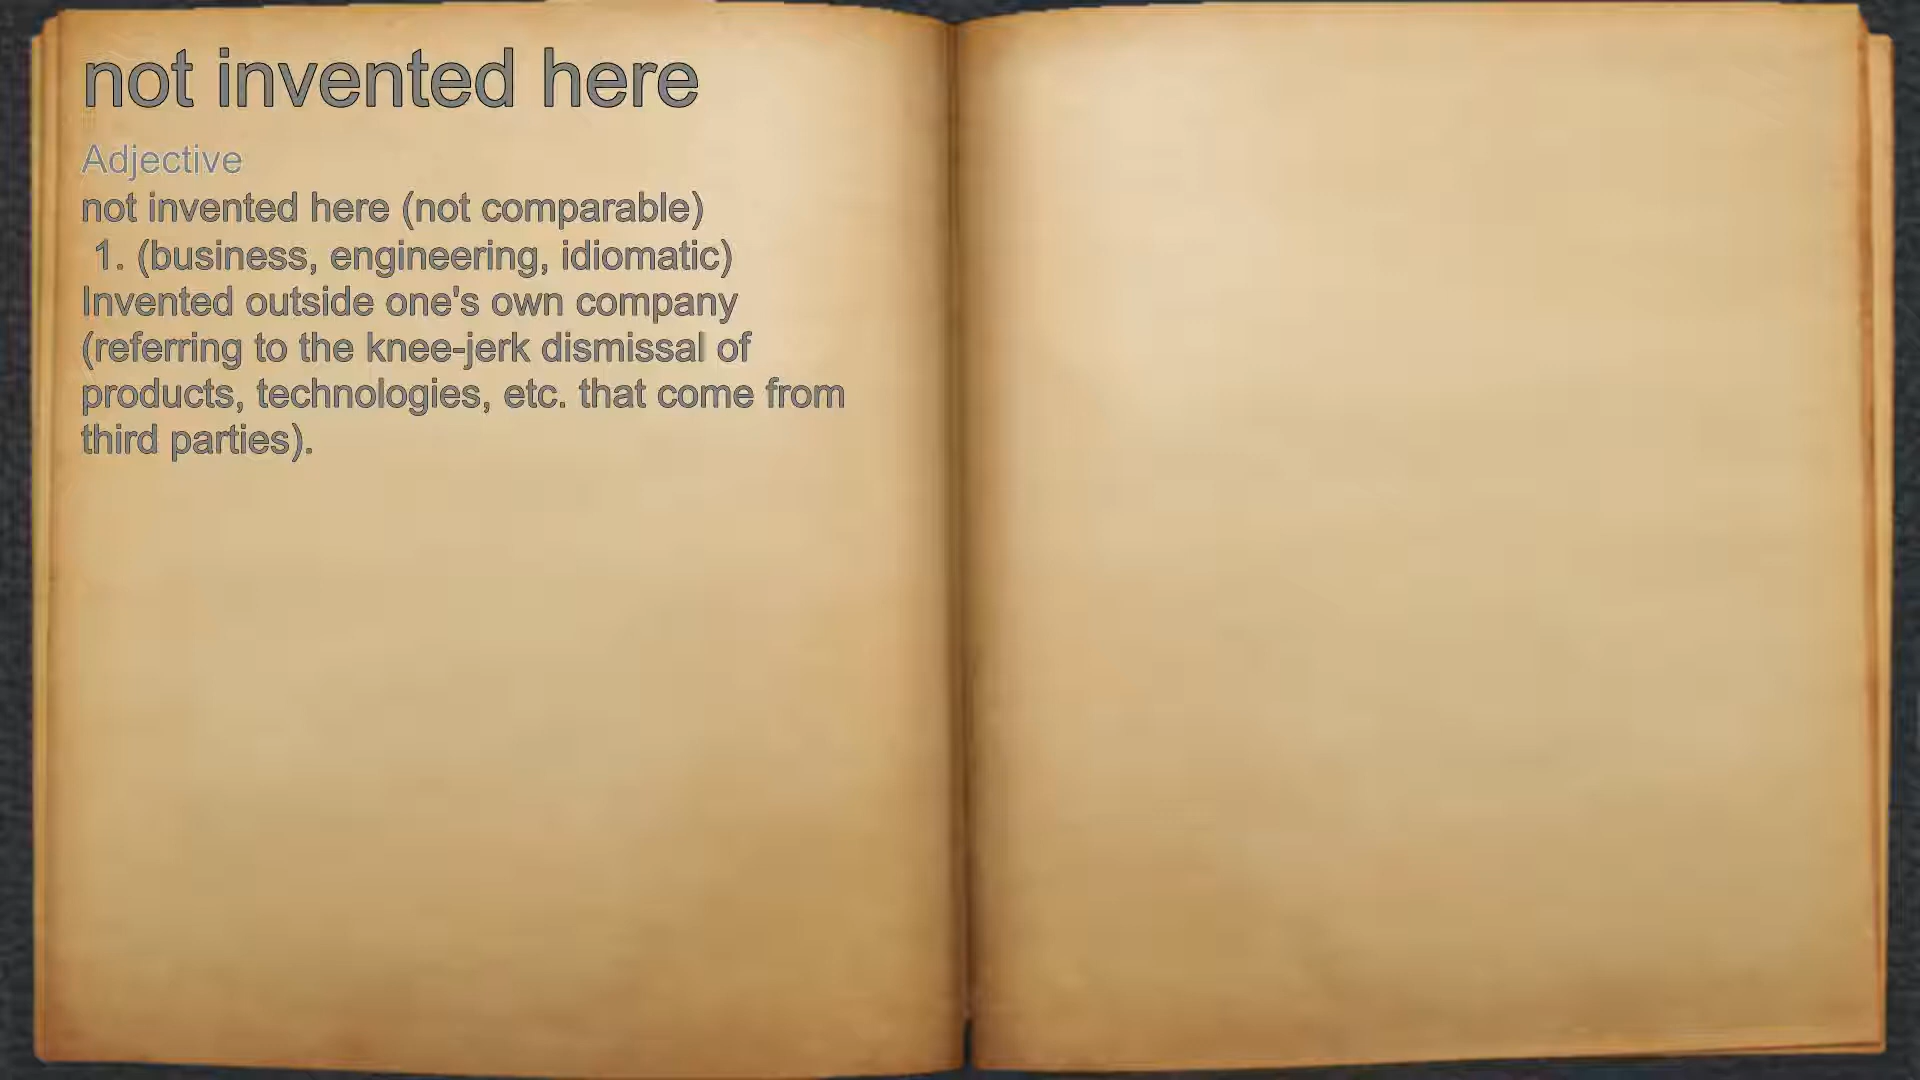 not invented here
Adjective
not invented here (not comparable)
1. (business, engineering, idiomatic)
Invented outside one's own company
(referring to the knee-jerk dismissal of
products, technologies, etc. that come from
third parties).